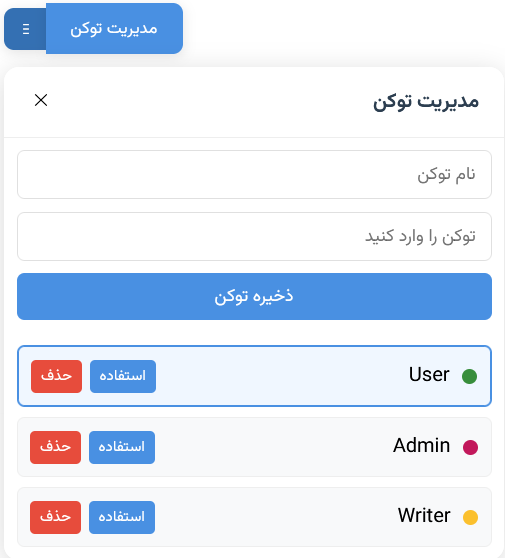 مدیریت توکن
مدیریت توکن
نام توکن
توکن را وارد کنید
ذخیره توکن
User استفاده حذف
Admin استفاده حذف
Writer استفاده حذف